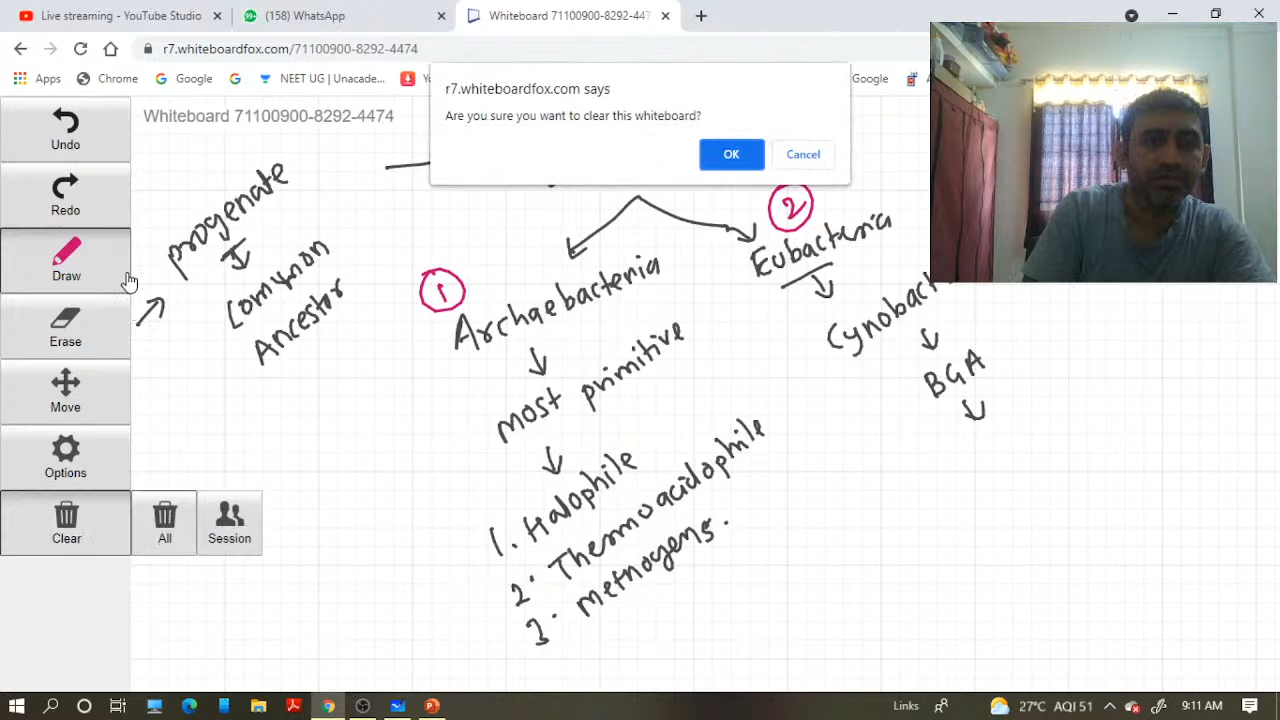 Live streaming - YouTube Studio
(158) WhatsApp
Whiteboard 71100900-8292-447
r7.whiteboardfox.com/71100900-8292-4474
Apps
Chrome
Google
NEET UG | Unacade...
Google
r7.whiteboardfox.com says
Are you sure you want to clear this whiteboard?
OK
Cancel
Whiteboard 71100900-8292-4474
Undo
Redo
Draw
Erase
Move
Options
Clear
All
Session
progenate
Common
Ancestor
1
Archaebacteria
most primitive
1. Halophile
2. Thermoacidophile
3. metnogens.
2
Eubacteria
Cynobact
BGA
Links
27°C AQI 51
9:11 AM